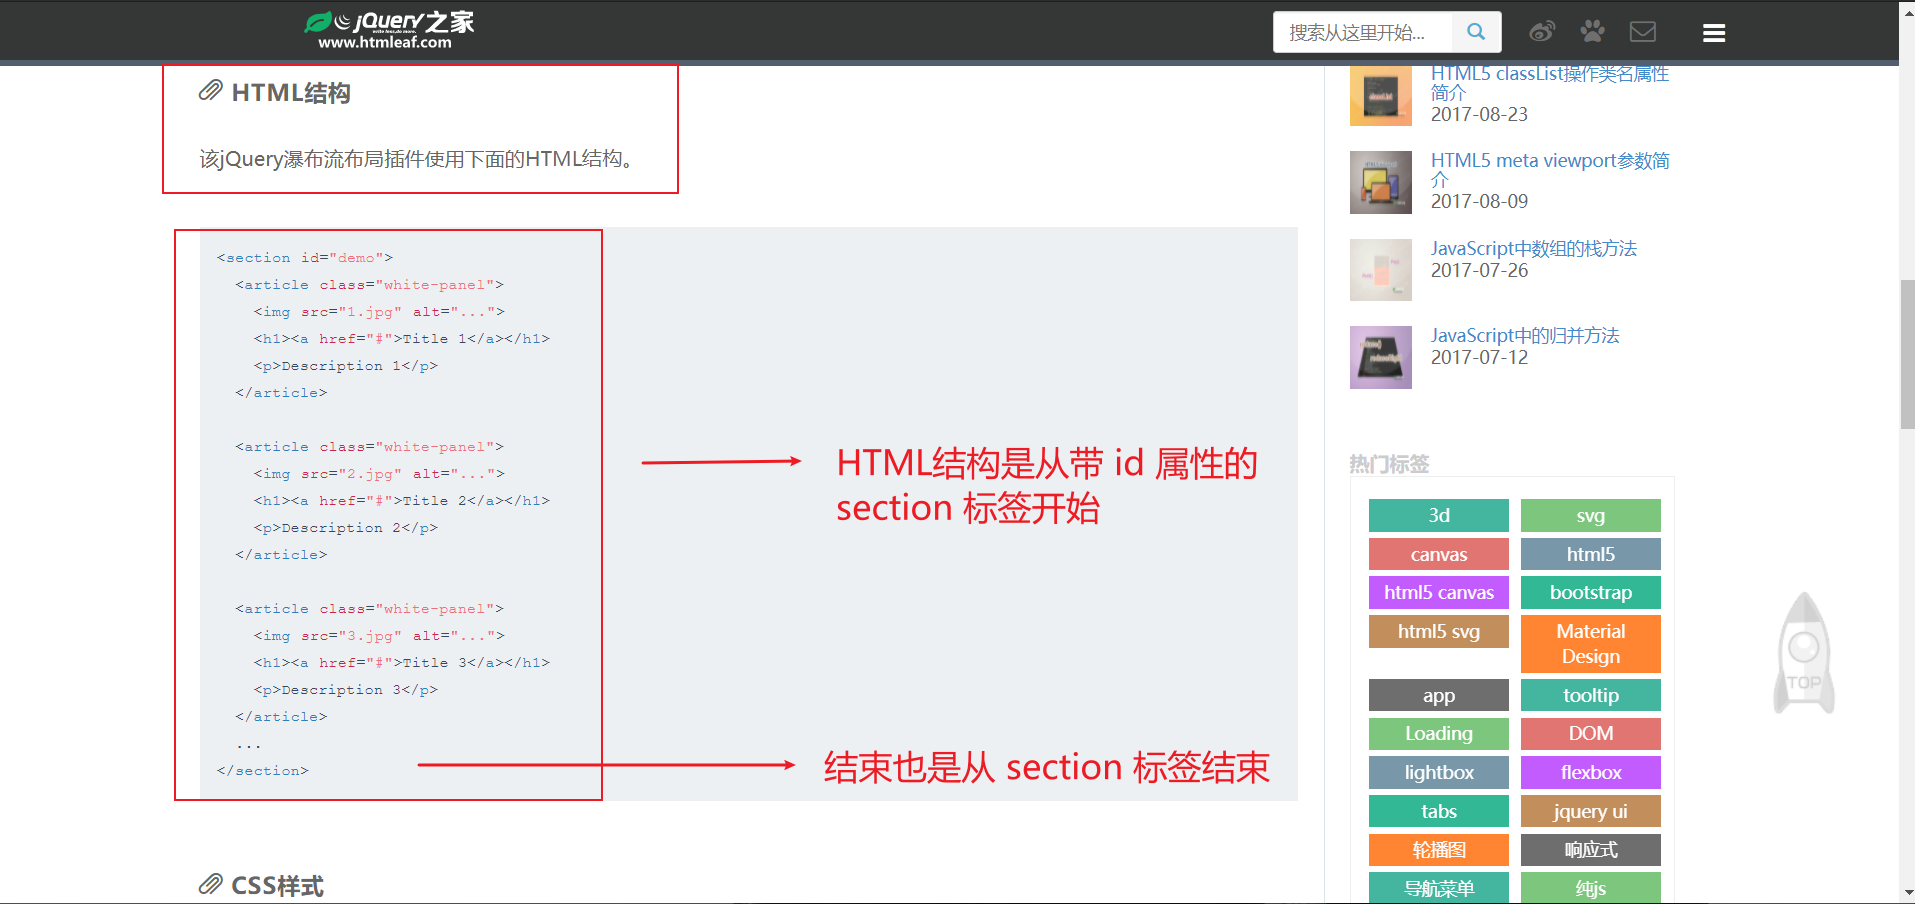 jQuery之家
write less,do more.
www.htmleaf.com
搜索从这里开始...
HTML结构
该jQuery瀑布流布局插件使用下面的HTML结构。
<section id="demo">
<article class="white-panel">
<img src="1.jpg" alt="...">
<h1><a href="#">Title 1</a></h1>
<p>Description 1</p>
</article>
<article class="white-panel">
<img src="2.jpg" alt="...">
<h1><a href="#">Title 2</a></h1>
<p>Description 2</p>
</article>
<article class="white-panel">
<img src="3.jpg" alt="...">
<h1><a href="#">Title 3</a></h1>
<p>Description 3</p>
</article>
...
</section>
HTML结构是从带 id 属性的
section 标签开始
结束也是从 section 标签结束
CSS样式
HTML5 classList操作类名属性
简介
2017-08-23
HTML5 meta viewport参数简
介
2017-08-09
JavaScript中数组的栈方法
2017-07-26
JavaScript中的归并方法
2017-07-12
热门标签
3d
svg
canvas
html5
html5 canvas
bootstrap
html5 svg
Material
Design
app
tooltip
Loading
DOM
lightbox
flexbox
tabs
jquery ui
轮播图
响应式
导航菜单
纯js
TOP